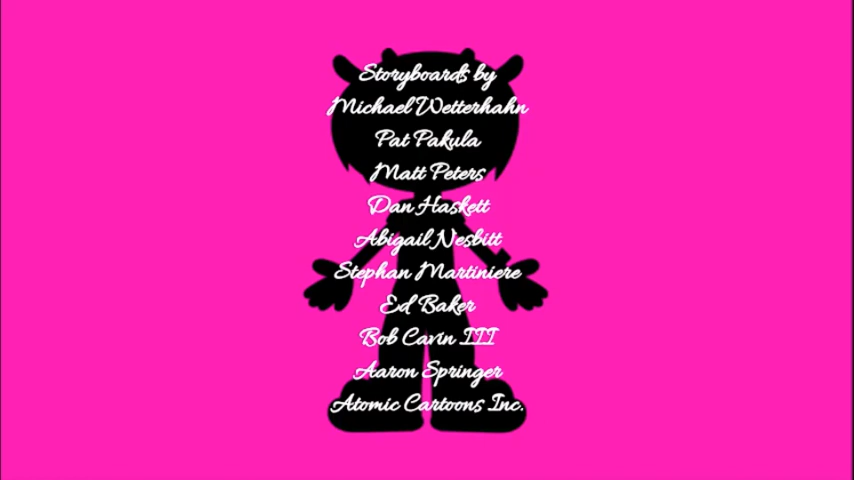 Storyboards by
Michael Wetterhahn
Pat Pakula
Matt Peters
Dan Haskett
Abigail Nesbitt
Stephan Martiniere
Ed Baker
Bob Cavin III
Aaron Springer
Atomic Cartoons Inc.